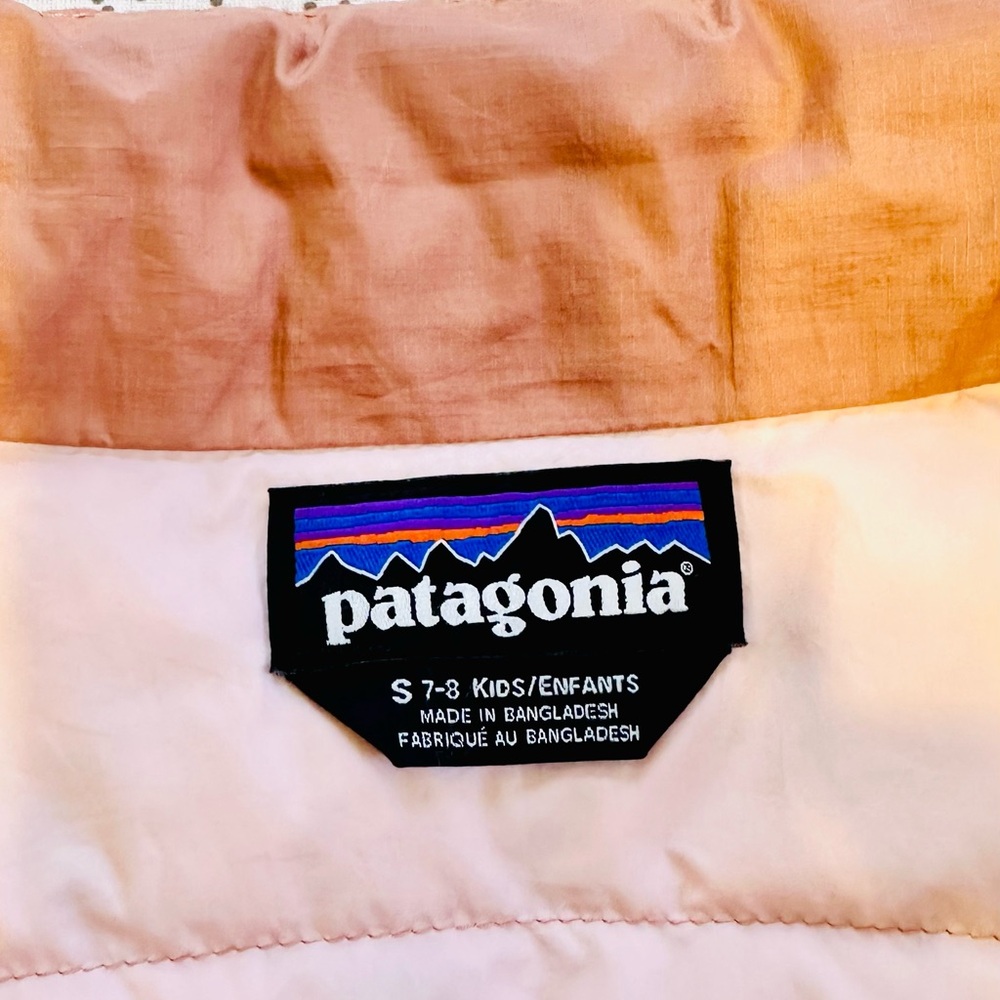 patagonia®
S 7-8 KIDS/ENFANTS
MADE IN BANGLADESH
FABRIQUÉ AU BANGLADESH